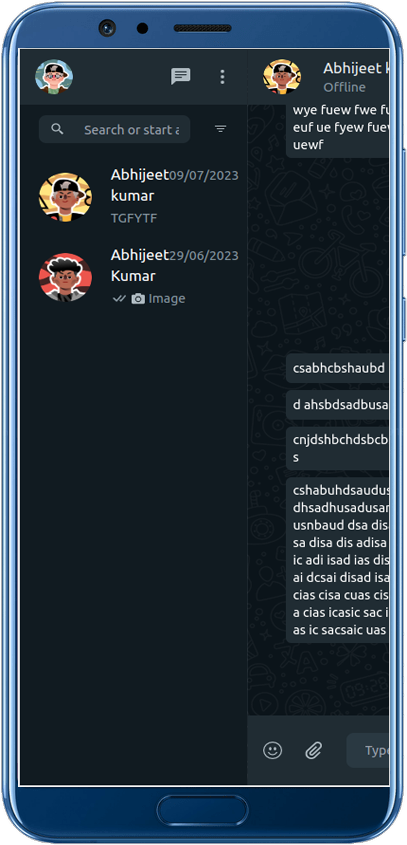 Abhijeet k
Offline
Search or start a
Abhijeet 09/07/2023
kumar
TGFYTF
Abhijeet 29/06/2023
Kumar
Image
wye fuew fwe fu
euf ue fyew fuev
uewf
csabhcbshaubd
d ahsbdsadbusa
cnjdshbchdsbcb
s
cshabuhdsaudus
dhsadhusadusar
usnbaud dsa disa
sa disa dis adisa
ic adi isad ias dis
ai dcsai disad isa
cias cisa cuas cis
a cias icasic sac i
as ic sacsaic uas
Type